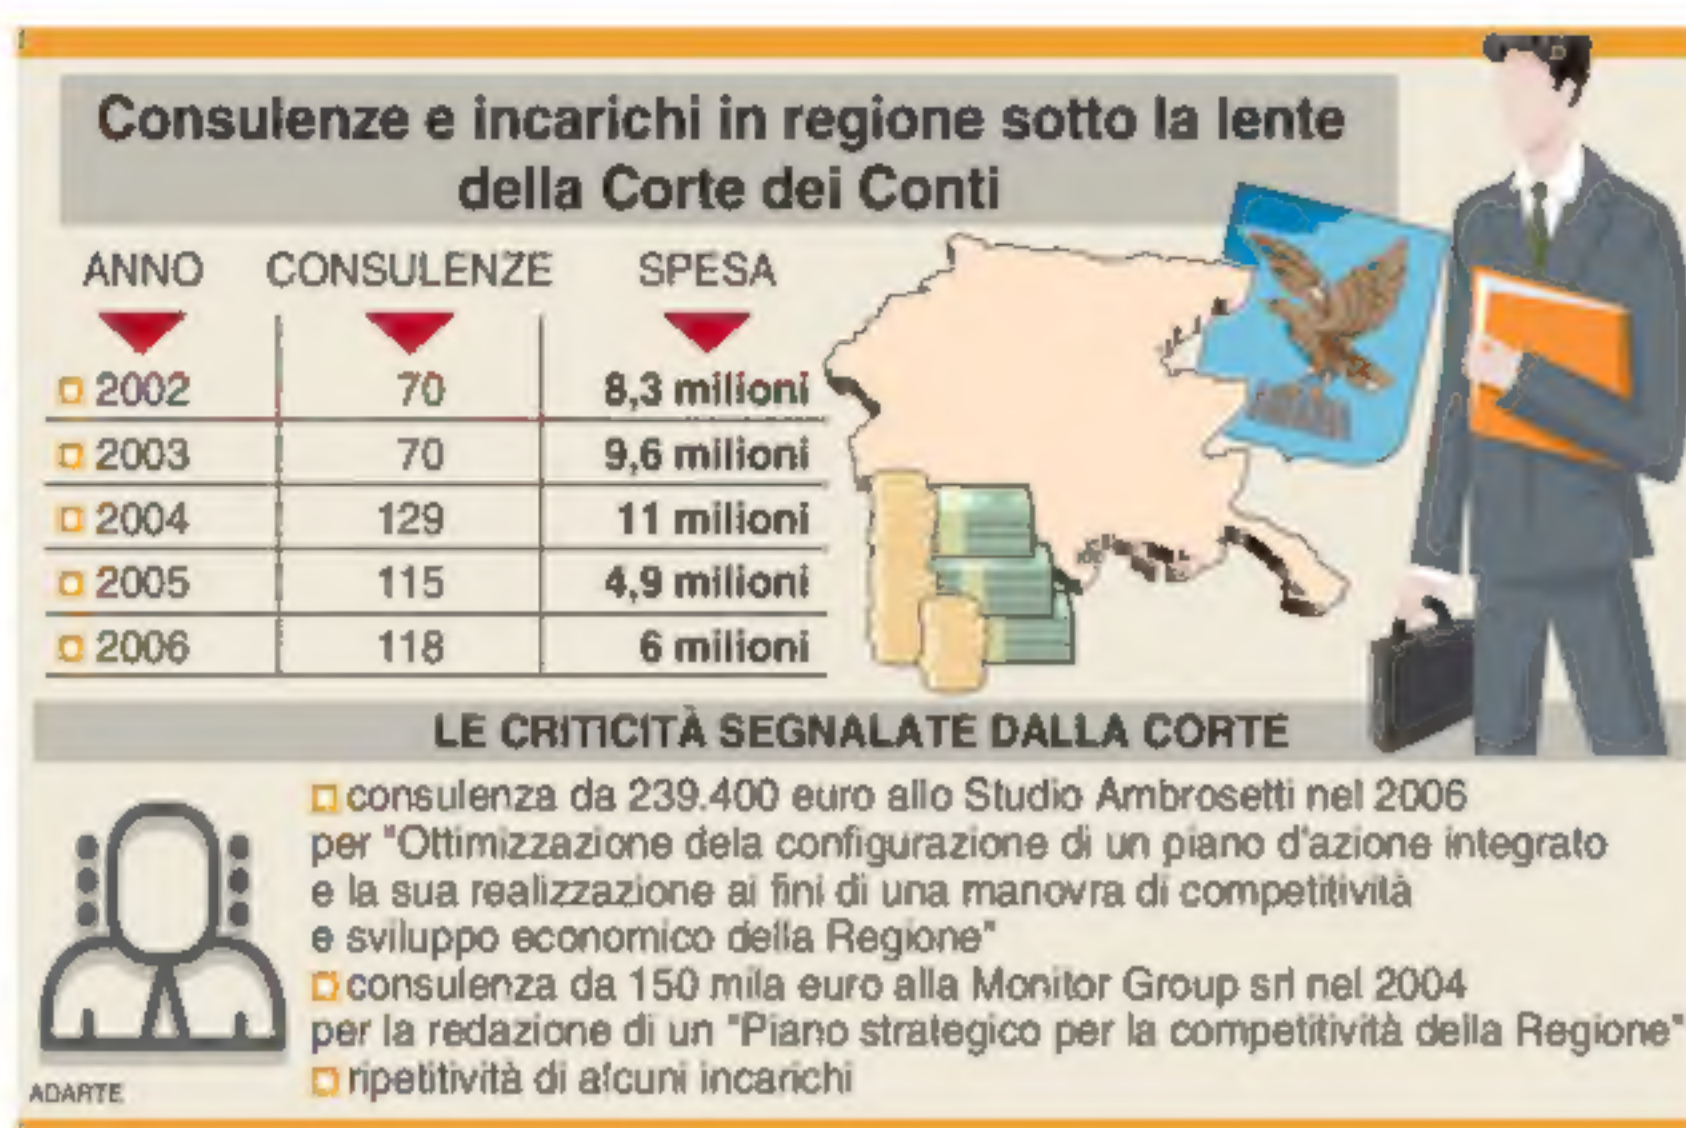 Consulenze e incarichi in regione sotto la lente
della Corte dei Conti
ANNO CONSULENZE SPESA
2002 70 8,3 milioni
2003 70 9,6 milioni
2004 129 11 milioni
2005 115 4,9 milioni
2006 118 6 milioni
LE CRITICITÀ SEGNALATE DALLA CORTE
consulenza da 239.400 euro allo Studio Ambrosetti nel 2006
per "Ottimizzazione dela configurazione di un piano d'azione integrato
e la sua realizzazione ai fini di una manovra di competitività
e sviluppo economico della Regione"
consulenza da 150 mila euro alla Monitor Group srl nel 2004
per la redazione di un "Piano strategico per la competitività della Regione"
ripetitività di alcuni incarichi
ADARTE